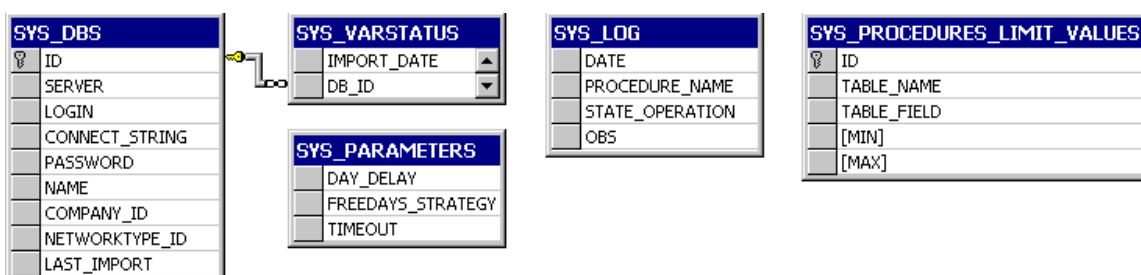 SYS_DBS
ID
SERVER
LOGIN
CONNECT_STRING
PASSWORD
NAME
COMPANY_ID
NETWORKTYPE_ID
LAST_IMPORT
SYS_VARSTATUS
IMPORT_DATE
DB_ID
SYS_PARAMETERS
DAY_DELAY
FREEDAYS_STRATEGY
TIMEOUT
SYS_LOG
DATE
PROCEDURE_NAME
STATE_OPERATION
OBS
SYS_PROCEDURES_LIMIT_VALUES
ID
TABLE_NAME
TABLE_FIELD
[MIN]
[MAX]